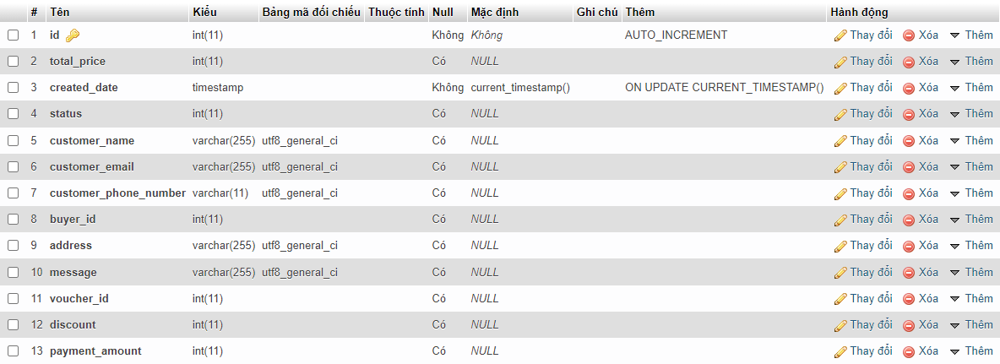 # Tên Kiểu Bảng mã đối chiếu Thuộc tính Null Mặc định Ghi chú Thêm Hành động
1 id int(11) Không Không AUTO_INCREMENT Thay đổi Xóa Thêm
2 total_price int(11) Có NULL Thay đổi Xóa Thêm
3 created_date timestamp Không current_timestamp() ON UPDATE CURRENT_TIMESTAMP() Thay đổi Xóa Thêm
4 status int(11) Có NULL Thay đổi Xóa Thêm
5 customer_name varchar(255) utf8_general_ci Có NULL Thay đổi Xóa Thêm
6 customer_email varchar(255) utf8_general_ci Có NULL Thay đổi Xóa Thêm
7 customer_phone_number varchar(11) utf8_general_ci Có NULL Thay đổi Xóa Thêm
8 buyer_id int(11) Có NULL Thay đổi Xóa Thêm
9 address varchar(255) utf8_general_ci Có NULL Thay đổi Xóa Thêm
10 message varchar(255) utf8_general_ci Có NULL Thay đổi Xóa Thêm
11 voucher_id int(11) Có NULL Thay đổi Xóa Thêm
12 discount int(11) Có NULL Thay đổi Xóa Thêm
13 payment_amount int(11) Có NULL Thay đổi Xóa Thêm